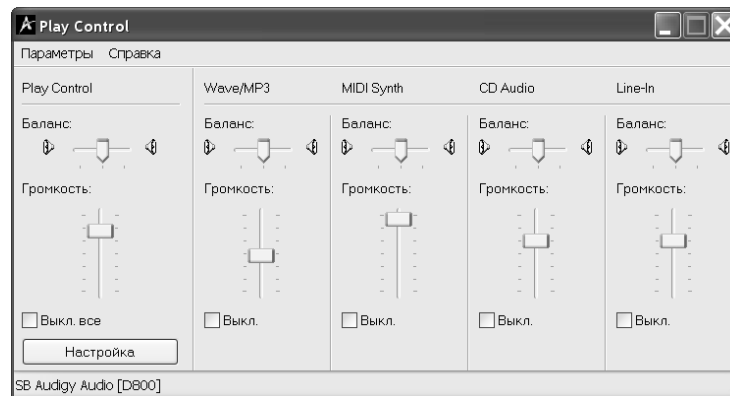 Play Control
Параметры Справка
Play Control Wave/MP3 MIDI Synth CD Audio Line-In
Баланс: Баланс: Баланс: Баланс: Баланс:
Громкость: Громкость: Громкость: Громкость: Громкость:
Выкл. все Выкл. Выкл. Выкл. Выкл.
Настройка
SB Audigy Audio [D800]